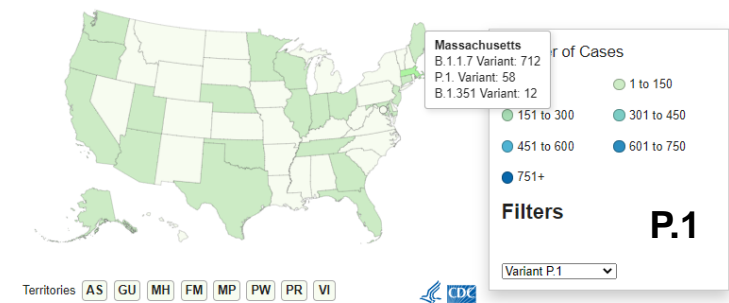 Massachusetts
B.1.1.7 Variant: 712
P.1. Variant: 58
B.1.351 Variant: 12
r of Cases
1 to 150
151 to 300
301 to 450
451 to 600
601 to 750
751+
Filters
P.1
Variant P.1
Territories AS GU MH FM MP PW PR VI
CDC